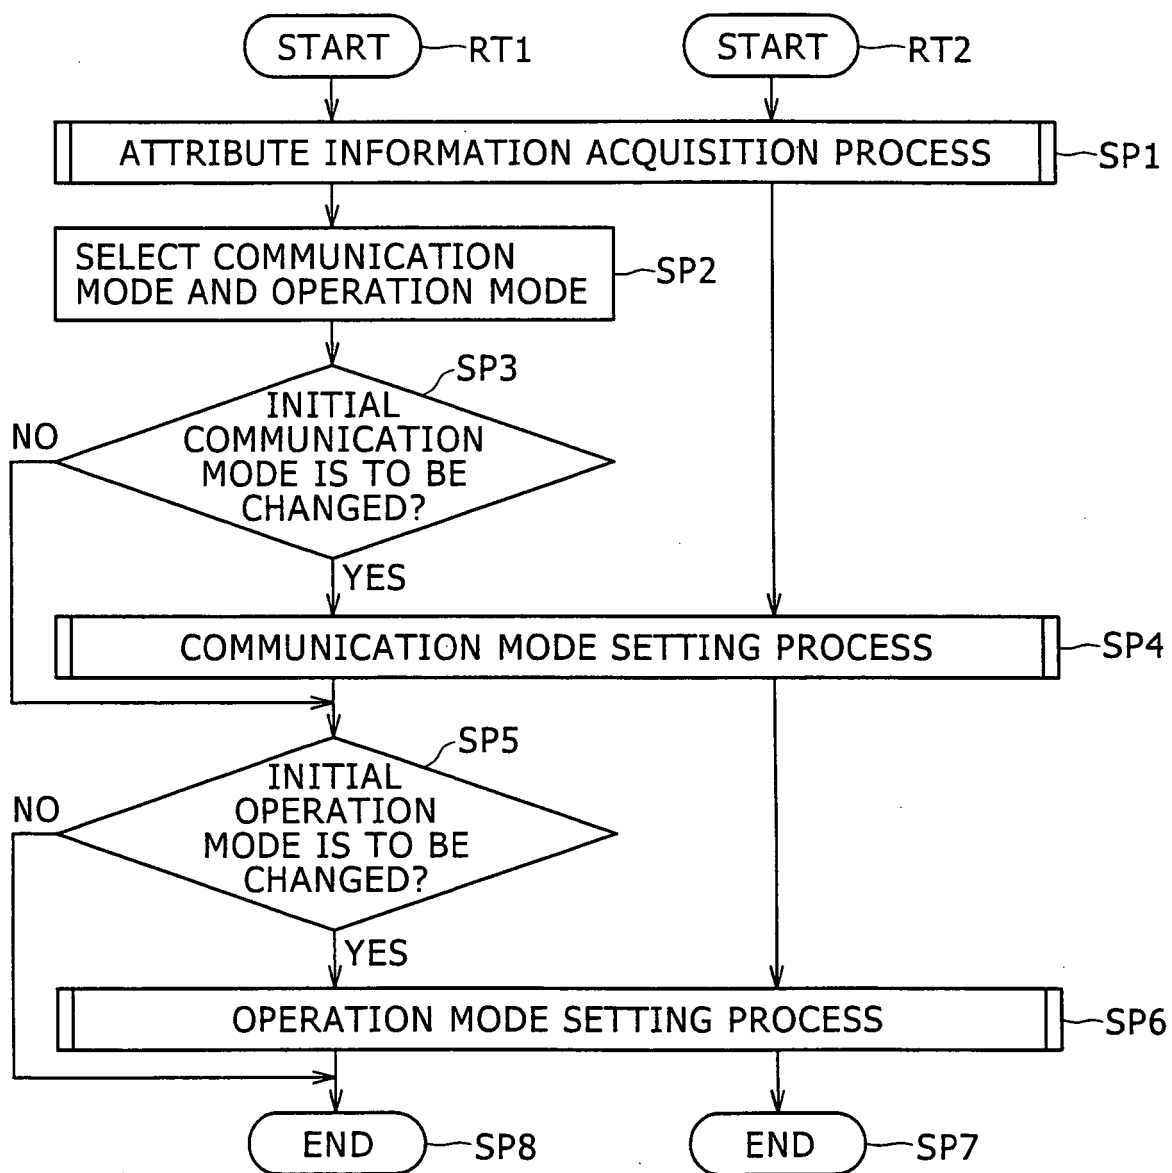 START
RT1
START
RT2
ATTRIBUTE INFORMATION ACQUISITION PROCESS
SP1
SELECT COMMUNICATION
MODE AND OPERATION MODE
SP2
SP3
INITIAL
COMMUNICATION
MODE IS TO BE
CHANGED?
NO
YES
COMMUNICATION MODE SETTING PROCESS
SP4
SP5
INITIAL
OPERATION
MODE IS TO BE
CHANGED?
NO
YES
OPERATION MODE SETTING PROCESS
SP6
END
SP8
END
SP7